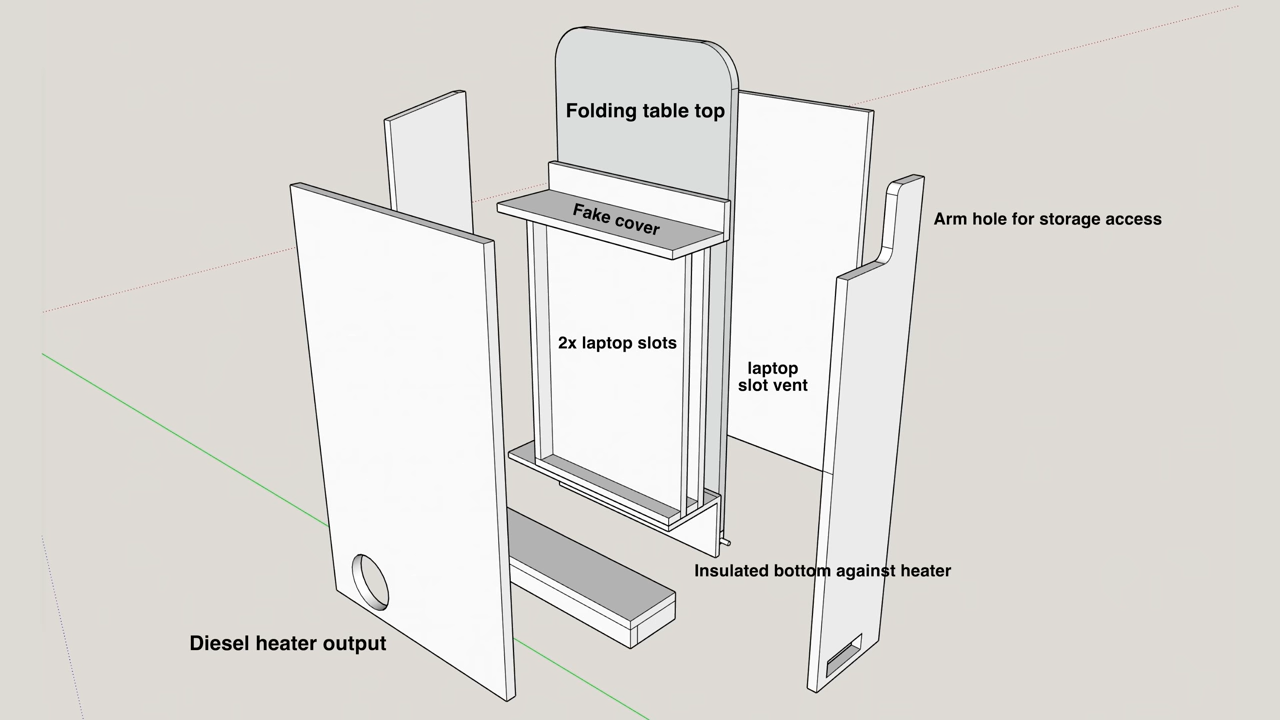 Folding table top
Fake cover
Arm hole for storage access
2x laptop slots
laptop
slot vent
Insulated bottom against heater
Diesel heater output